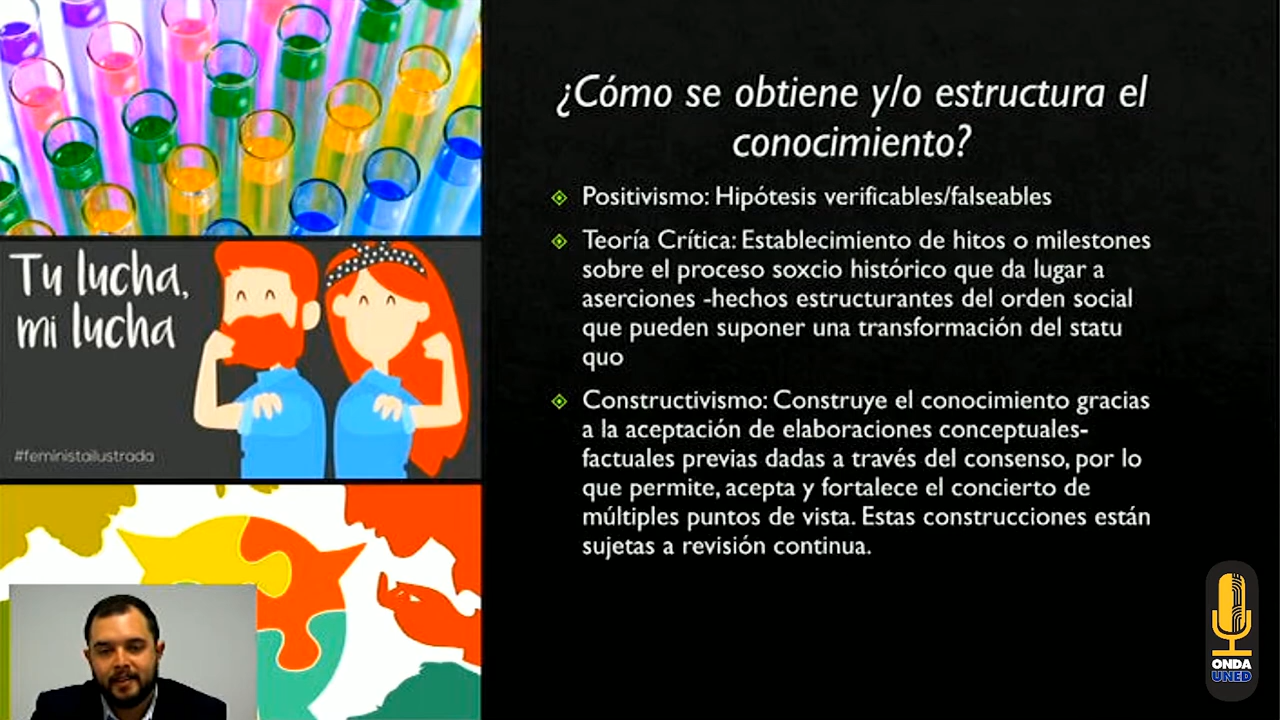 ¿Cómo se obtiene y/o estructura el
conocimiento?
Positivismo: Hipótesis verificables/falseables
Teoría Crítica: Establecimiento de hitos o milestones
sobre el proceso soxcio histórico que da lugar a
aserciones -hechos estructurantes del orden social
que pueden suponer una transformación del statu
quo
Constructivismo: Construye el conocimiento gracias
a la aceptación de elaboraciones conceptuales-
factuales previas dadas a través del consenso, por lo
que permite, acepta y fortalece el concierto de
múltiples puntos de vista. Estas construcciones están
sujetas a revisión continua.
Tu lucha,
mi lucha
#feministailustrada
ONDA
UNED